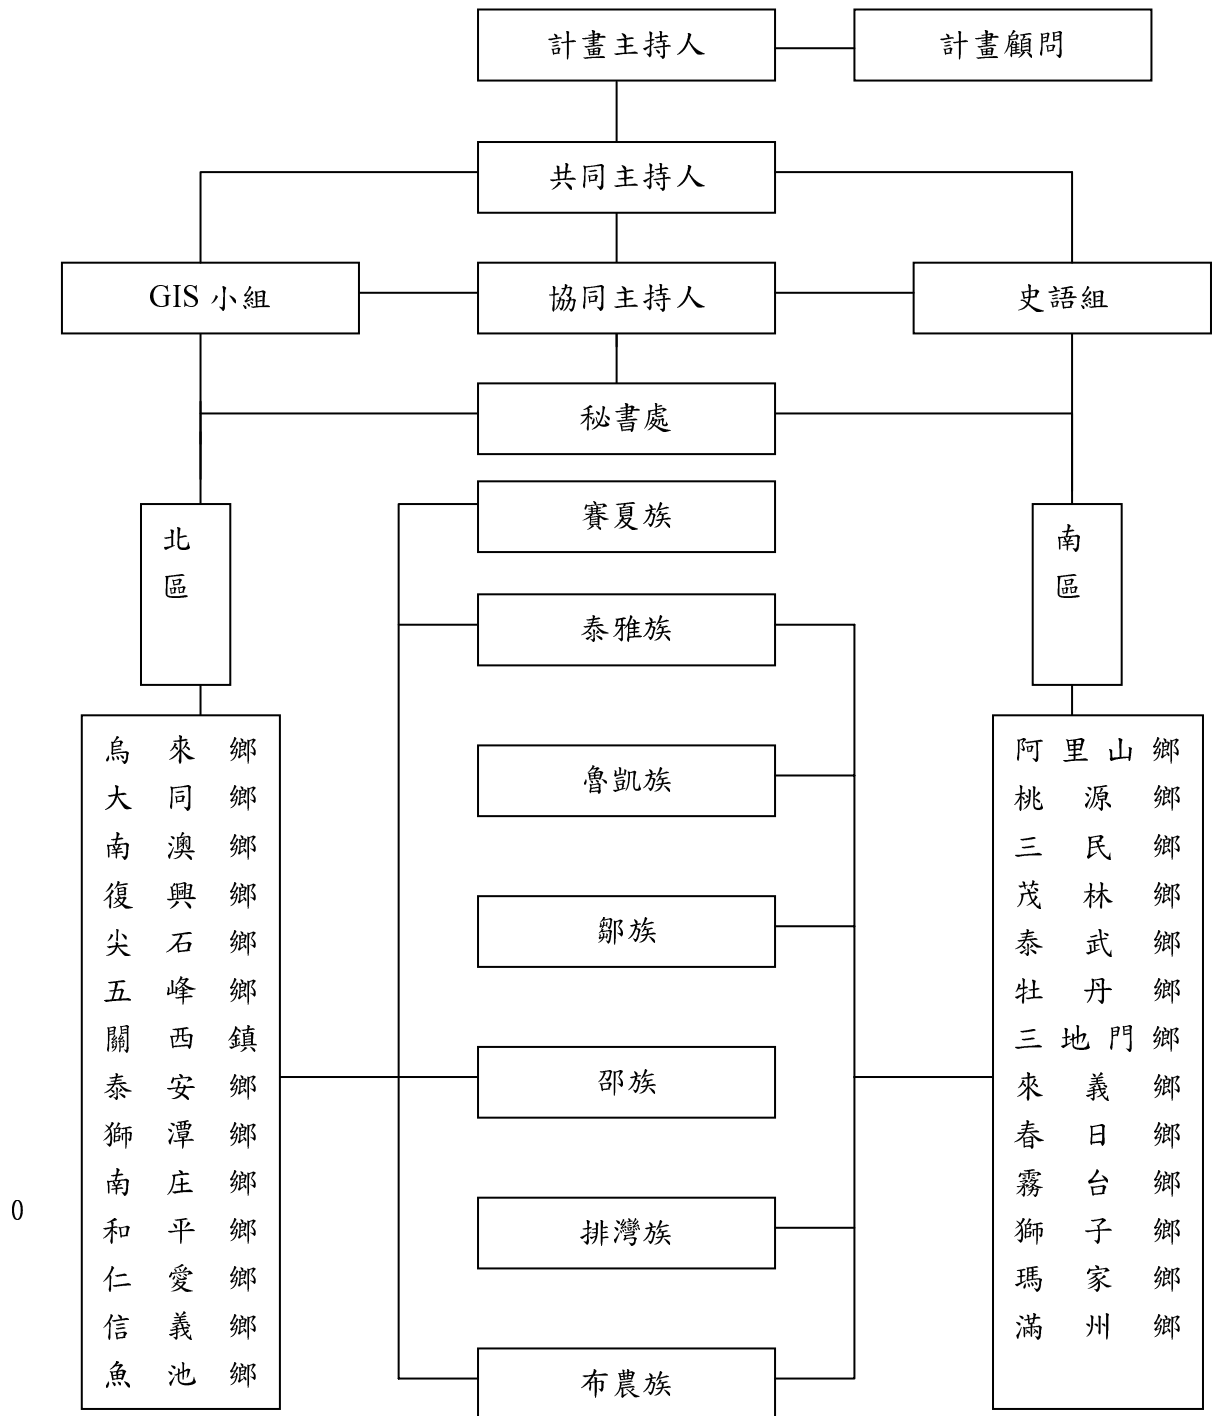 計畫主持人
計畫顧問
共同主持人
GIS 小組
協同主持人
史語組
秘書處
北
區
南
區
賽夏族
泰雅族
魯凱族
鄒族
邵族
排灣族
布農族
烏來鄉
大同鄉
南澳鄉
復興鄉
尖石鄉
五峰鄉
關西鎮
泰安鄉
獅潭鄉
南庄鄉
和平鄉
仁愛鄉
信義鄉
魚池鄉
阿里山鄉
桃源鄉
三民鄉
茂林鄉
泰武鄉
牡丹鄉
三地門鄉
來義鄉
春日鄉
霧台鄉
獅子鄉
瑪家鄉
滿州鄉
0